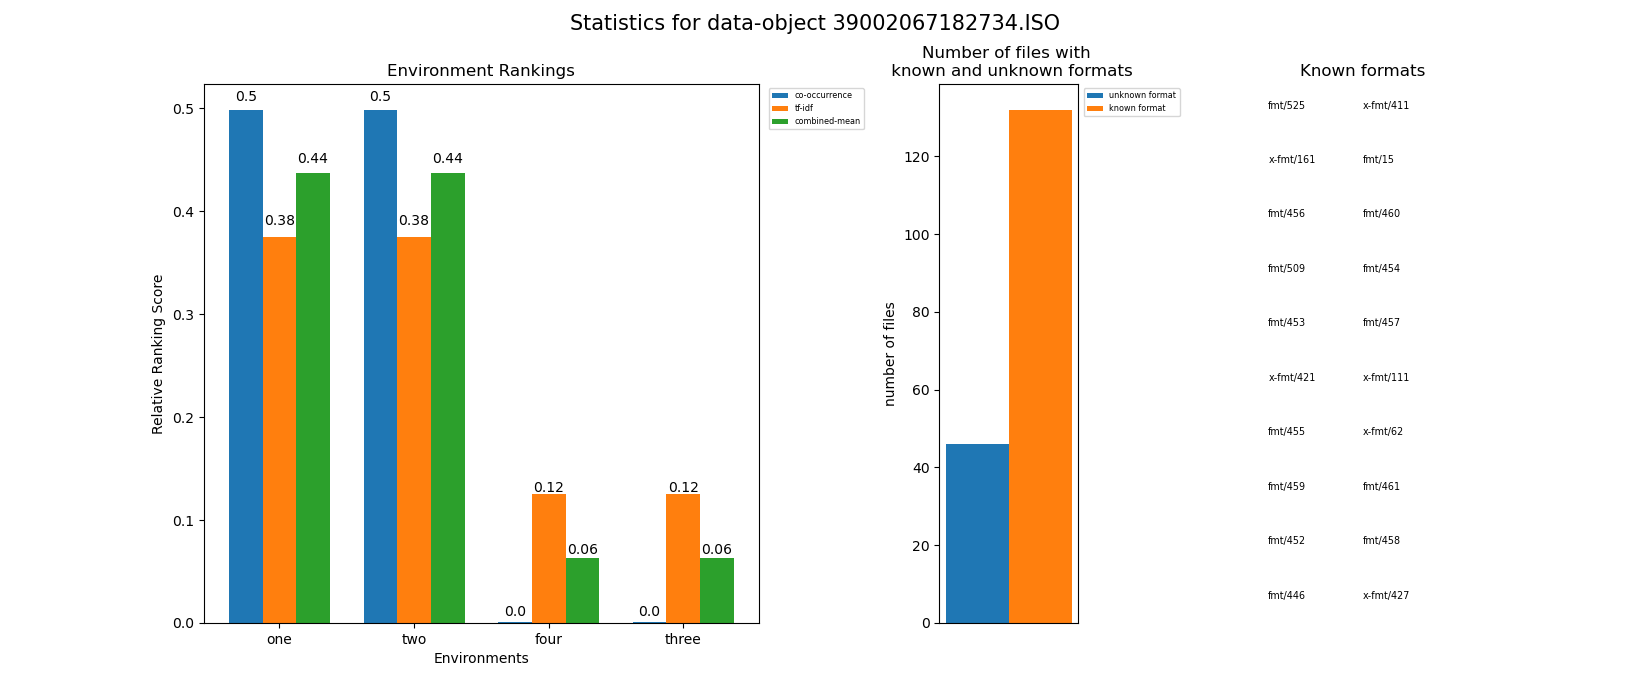 Statistics for data-object 39002067182734.ISO
Environment Rankings
0.5
0.4
0.3
0.2
0.1
0.0
Relative Ranking Score
0.5
0.38
0.44
0.5
0.38
0.44
0.0
0.12
0.06
0.0
0.12
0.06
one
two
four
three
Environments
co-occurrence
tf-idf
combined-mean
Number of files with
known and unknown formats
120
100
80
60
40
20
0
number of files
unknown format
known format
Known formats
fmt/525 x-fmt/411
x-fmt/161 fmt/15
fmt/456 fmt/460
fmt/509 fmt/454
fmt/453 fmt/457
x-fmt/421 x-fmt/111
fmt/455 x-fmt/62
fmt/459 fmt/461
fmt/452 fmt/458
fmt/446 x-fmt/427